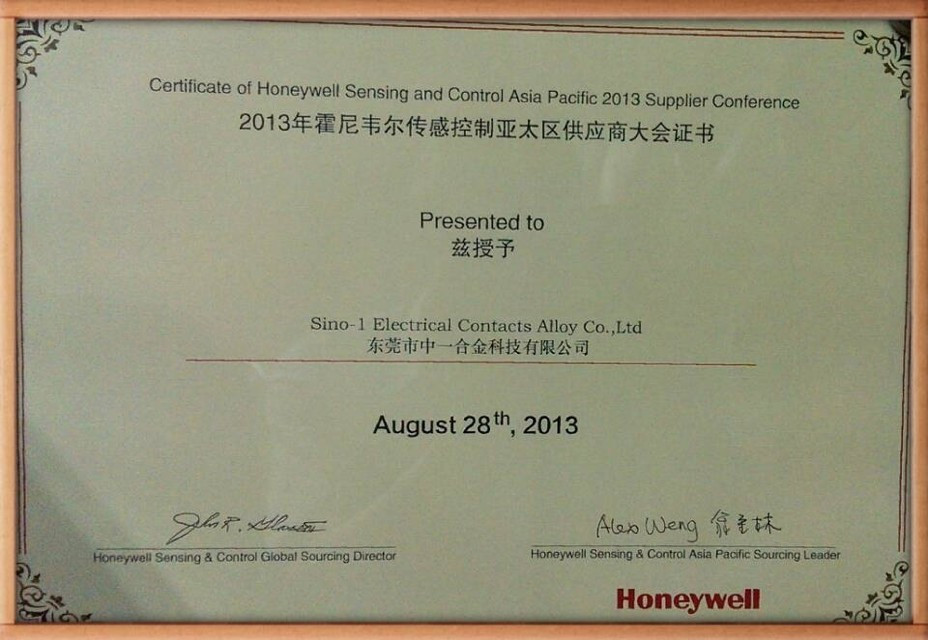 Certificate of Honeywell Sensing and Control Asia Pacific 2013 Supplier Conference
2013年霍尼韦尔传感控制亚太区供应商大会证书
Presented to
兹授予
Sino-1 Electrical Contacts Alloy Co.,Ltd
东莞市中一合金科技有限公司
August 28th, 2013
John R.
Alex Weng 翁
Honeywell Sensing & Control Global Sourcing Director
Honeywell Sensing & Control Asia Pacific Sourcing Leader
Honeywell